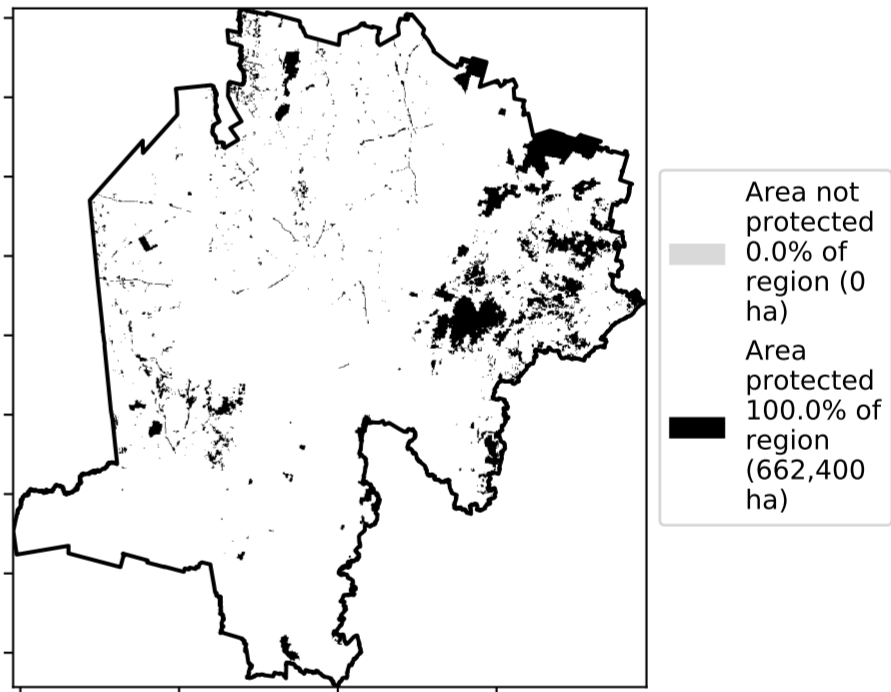 Area not
protected
0.0% of
region (0
ha)
Area
protected
100.0% of
region
(662,400
ha)